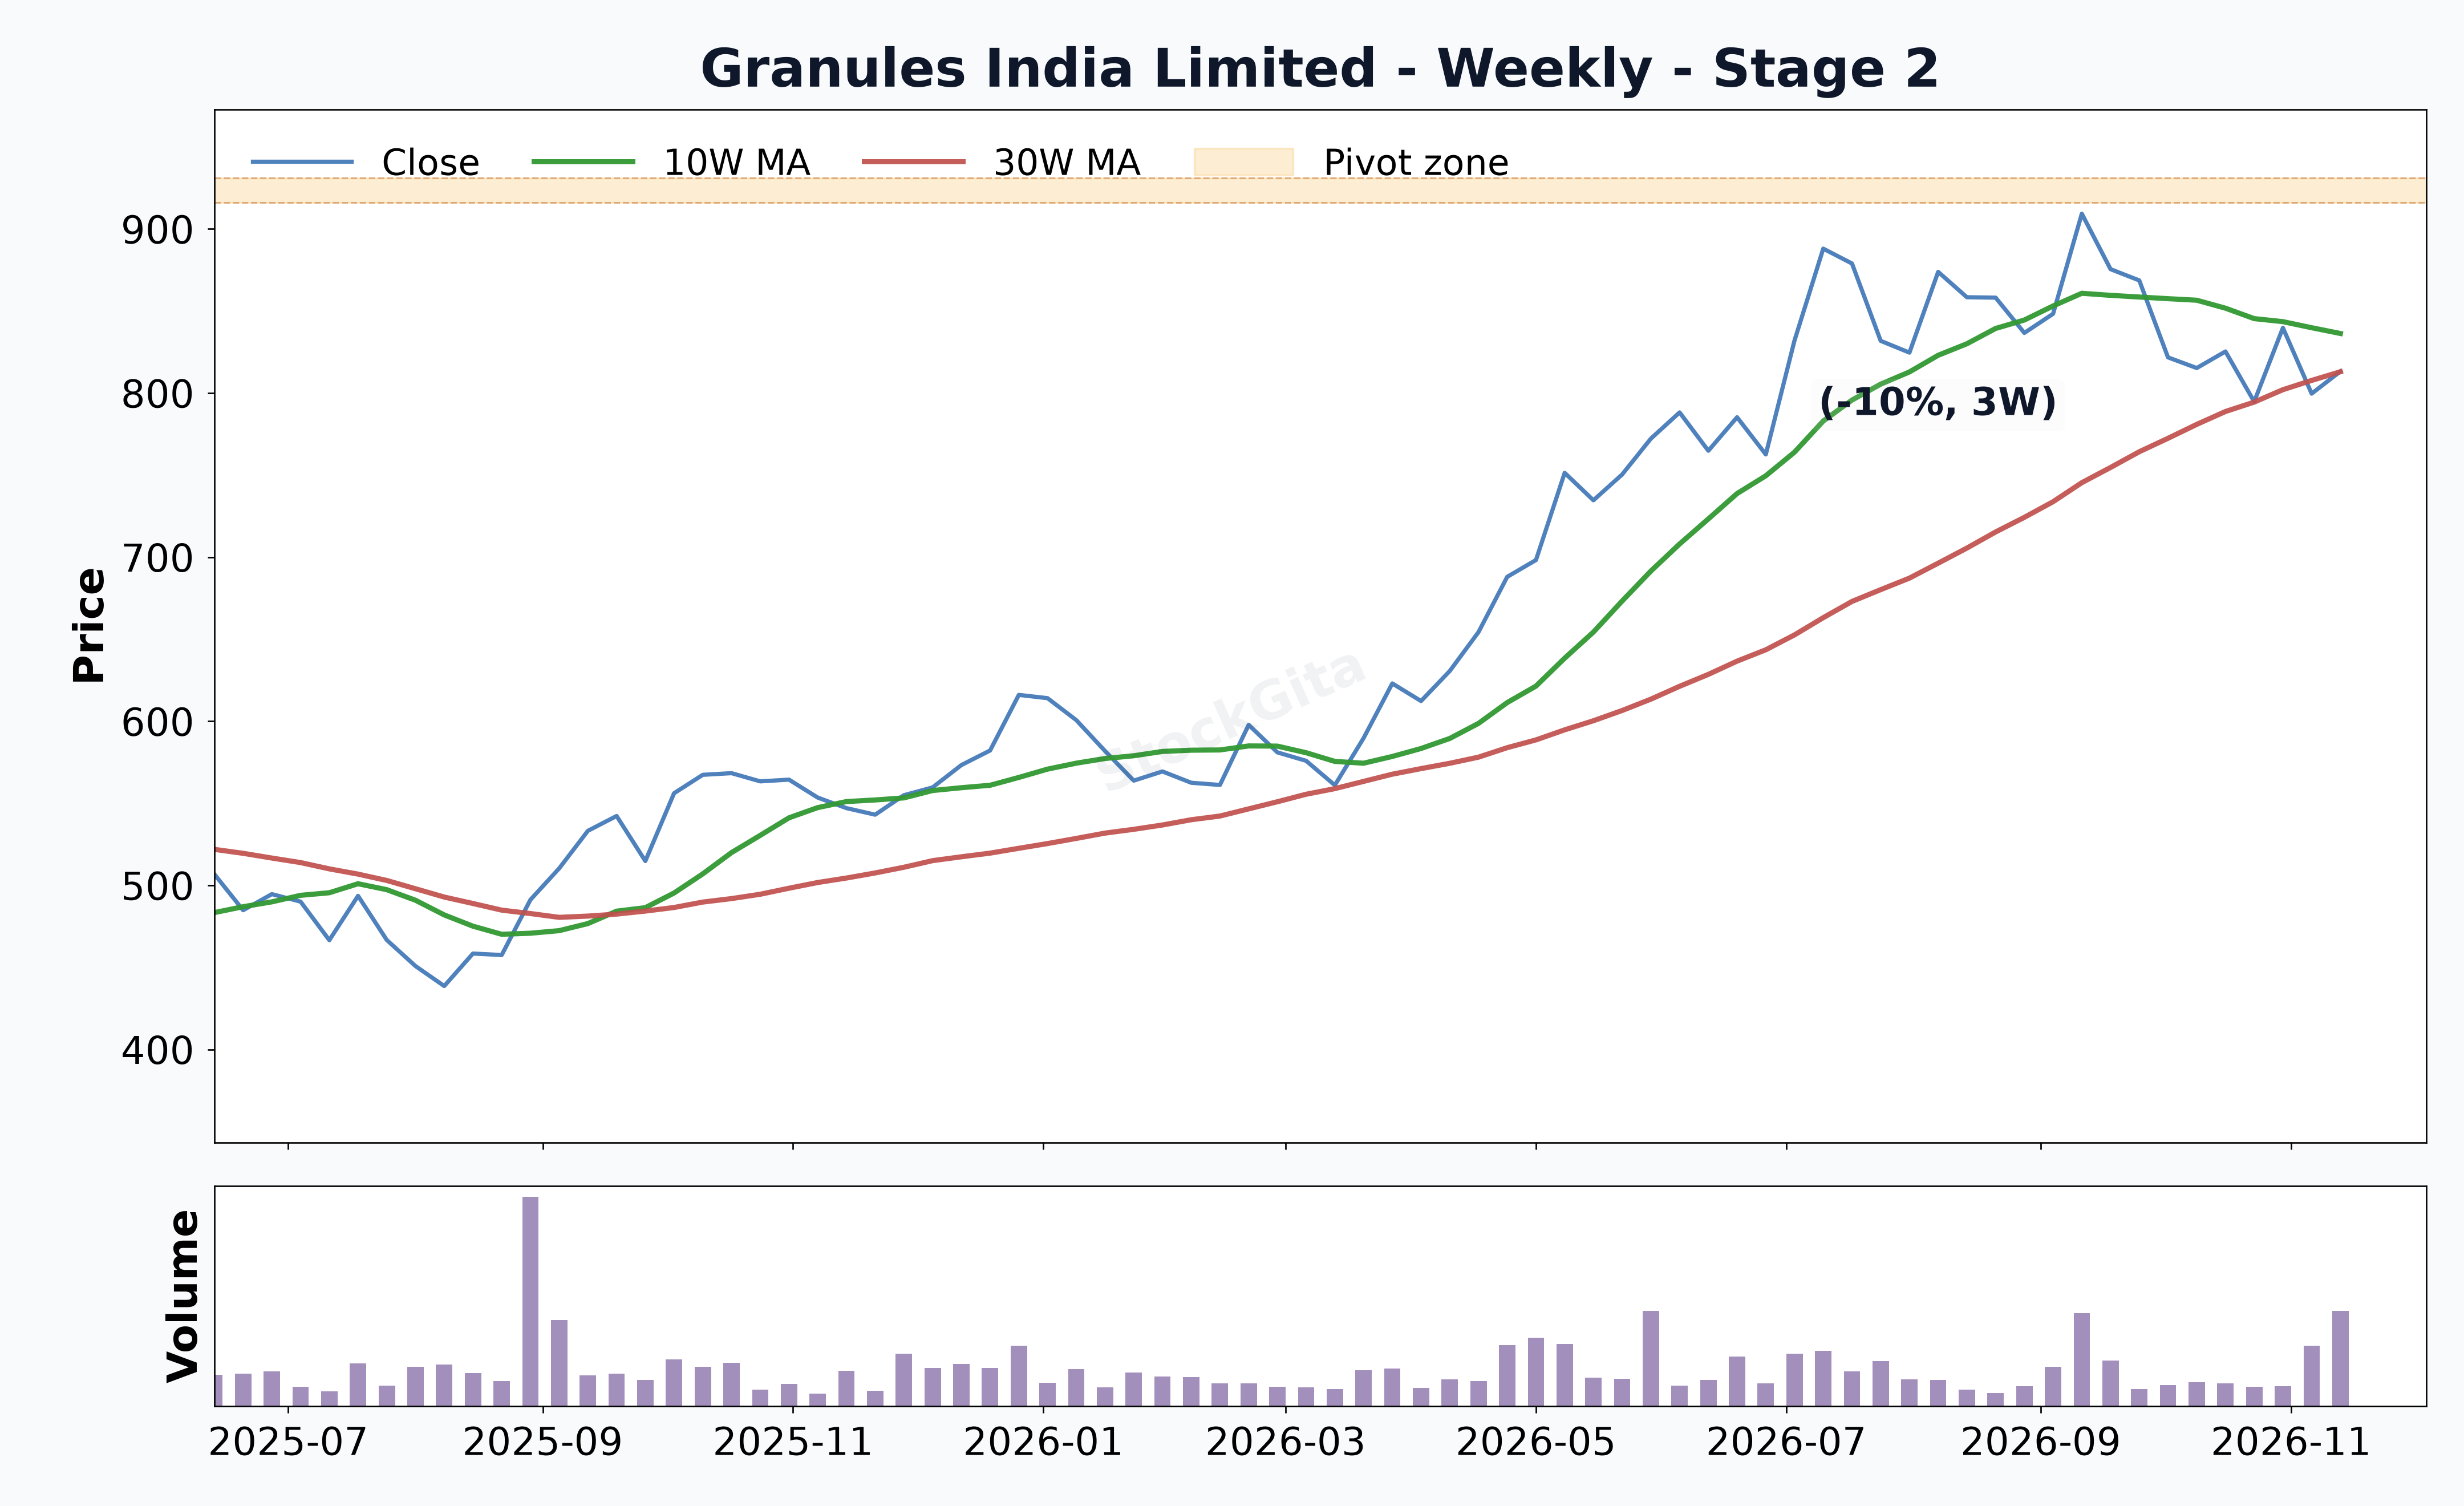 Granules India Limited - Weekly - Stage 2
Close 10W MA 30W MA Pivot zone
900
800
700
600
500
400
Price
(-10%, 3W)
StockGita
Volume
2025-07 2025-09 2025-11 2026-01 2026-03 2026-05 2026-07 2026-09 2026-11